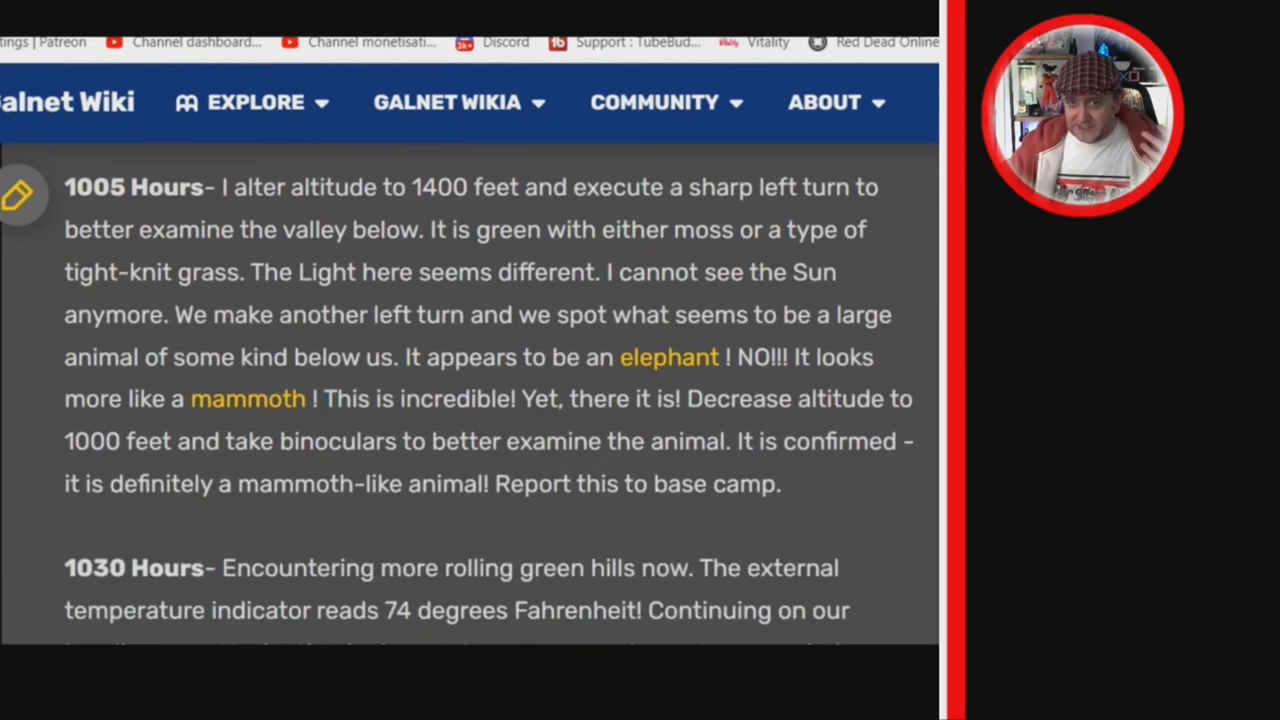 tings | Patreon Channel dashboard... Channel monetisati... 3k+ Discord tb Support : TubeBud... Vitality Red Dead Online
alnet Wiki EXPLORE GALNET WIKIA COMMUNITY ABOUT
1005 Hours- I alter altitude to 1400 feet and execute a sharp left turn to
better examine the valley below. It is green with either moss or a type of
tight-knit grass. The Light here seems different. I cannot see the Sun
anymore. We make another left turn and we spot what seems to be a large
animal of some kind below us. It appears to be an elephant ! NO!!! It looks
more like a mammoth ! This is incredible! Yet, there it is! Decrease altitude to
1000 feet and take binoculars to better examine the animal. It is confirmed -
it is definitely a mammoth-like animal! Report this to base camp.
1030 Hours- Encountering more rolling green hills now. The external
temperature indicator reads 74 degrees Fahrenheit! Continuing on our